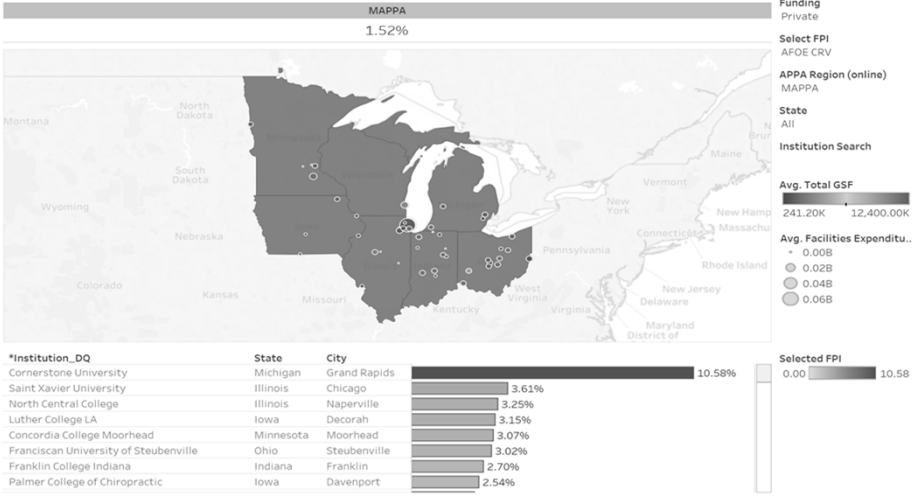 MAPPA
1.52%
Funding
Private
Select FPI
AFOE CRV
APPA Region (online)
MAPPA
State
All
Institution Search
Avg. Total GSF
241.20K 12,400.00K
Avg. Facilities Expenditu..
0.00B
0.02B
0.04B
0.06B
Montana
North
Dakota
South
Dakota
Wyoming
Nebraska
Colorado
Kansas
Missouri
Minnesota
Wisconsin
Kentucky
West
Virginia
Virginia
Pennsylvania
New
York
Vermont
Maine
New Hamp
Massachu
Connecticut
Rhode Island
New Jersey
Delaware
Maryland
District of
*Institution_DQ State City
Cornerstone University Michigan Grand Rapids 10.58%
Saint Xavier University Illinois Chicago 3.61%
North Central College Illinois Naperville 3.25%
Luther College LA Iowa Decorah 3.15%
Concordia College Moorhead Minnesota Moorhead 3.07%
Franciscan University of Steubenville Ohio Steubenville 3.02%
Franklin College Indiana Indiana Franklin 2.70%
Palmer College of Chiropractic Iowa Davenport 2.54%
Selected FPI
0.00 10.58